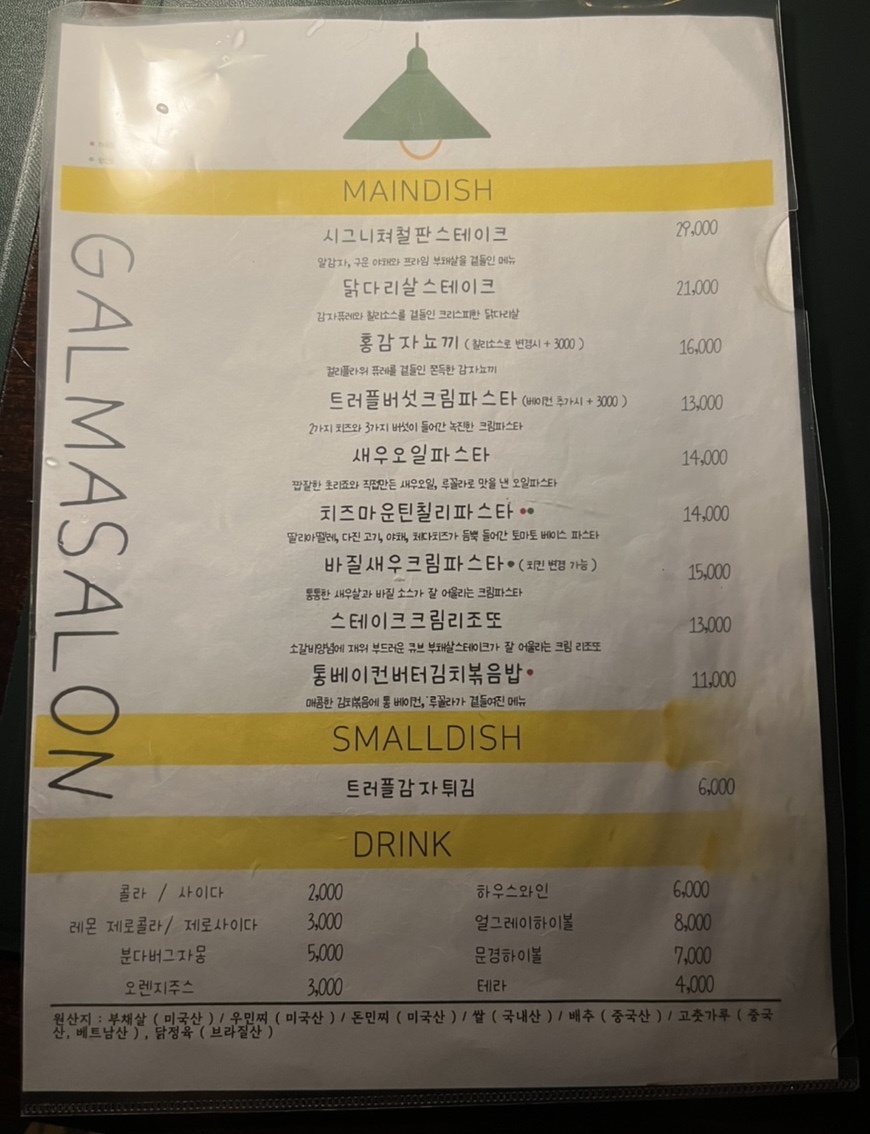 MAINDISH
GALMASALON
시그니쳐철판스테이크 29,000
알감자, 구운 야채와 프라임 부채살을 곁들인 메뉴
닭다리살스테이크 21,000
감자퓨레와 칠리소스를 곁들인 크리스피한 닭다리살
홍감자뇨끼 ( 칠리소스로 변경시 + 3000 ) 16,000
컬리플라워 퓨레를 곁들인 쫀득한 감자뇨끼
트러플버섯크림파스타 (베이컨 추가시 + 3000 ) 13,000
2가지 치즈와 3가지 버섯이 들어간 녹진한 크림파스타
새우오일파스타 14,000
짭짤한 초리죠와 직접만든 새우오일, 루꼴라로 맛을 낸 오일파스타
치즈마운틴칠리파스타 14,000
딸리아뗄레, 다진 고기, 야채, 체다치즈가 듬뿍 들어간 토마토 베이스 파스타
바질새우크림파스타 ( 치킨 변경 가능 ) 15,000
통통한 새우살과 바질 소스가 잘 어울리는 크림파스타
스테이크크림리조또 13,000
소갈비양념에 재워 부드러운 큐브 부채살스테이크가 잘 어울리는 크림 리조또
통베이컨버터김치볶음밥 11,000
매콤한 김치볶음에 통 베이컨, 루꼴라가 곁들여진 메뉴
SMALLDISH
트러플감자튀김 6,000
DRINK
콜라 / 사이다 2,000 하우스와인 6,000
레몬 제로콜라/ 제로사이다 3,000 얼그레이하이볼 8,000
분다버그자몽 5,000 문경하이볼 7,000
오렌지주스 3,000 테라 4,000
원산지 : 부채살 ( 미국산 ) / 우민찌 ( 미국산 ) / 돈민찌 ( 미국산 ) / 쌀 ( 국내산 ) / 배추 ( 중국산 ) / 고춧가루 ( 중국
산, 베트남산 ) , 닭정육 ( 브라질산 )